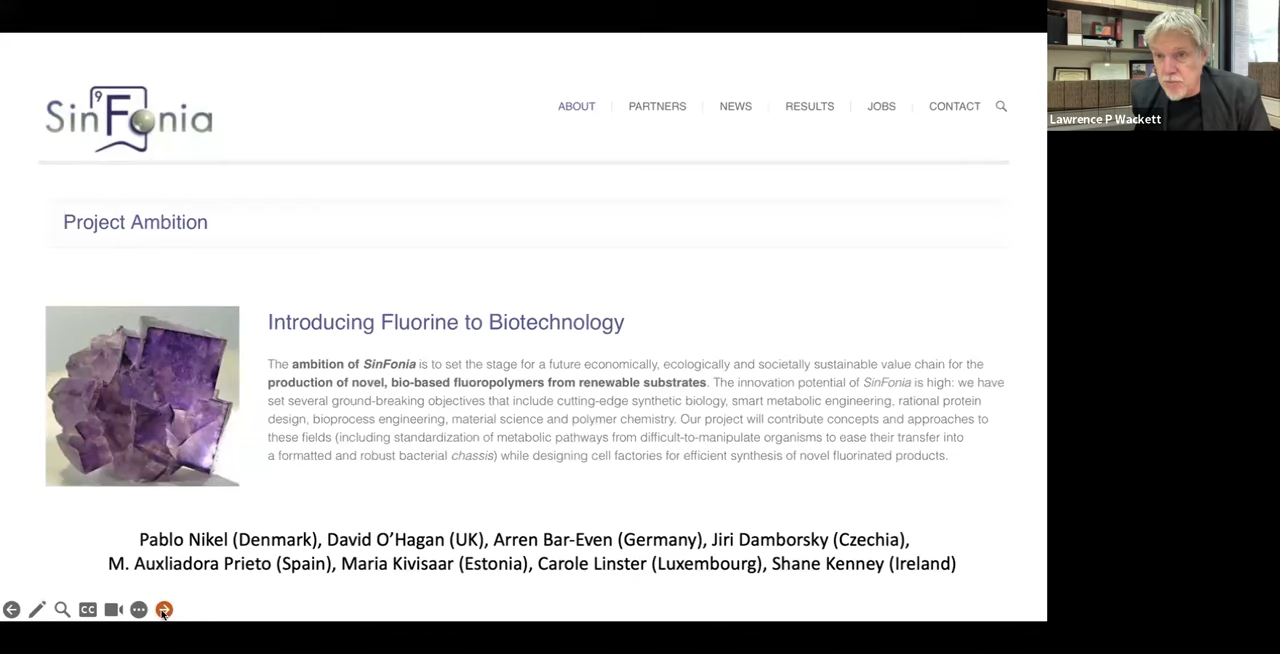 SinFonia
9
ABOUT
PARTNERS
NEWS
RESULTS
JOBS
CONTACT
Lawrence P Wackett
Project Ambition
Introducing Fluorine to Biotechnology
The ambition of SinFonia is to set the stage for a future economically, ecologically and societally sustainable value chain for the
production of novel, bio-based fluoropolymers from renewable substrates. The innovation potential of SinFonia is high: we have
set several ground-breaking objectives that include cutting-edge synthetic biology, smart metabolic engineering, rational protein
design, bioprocess engineering, material science and polymer chemistry. Our project will contribute concepts and approaches to
these fields (including standardization of metabolic pathways from difficult-to-manipulate organisms to ease their transfer into
a formatted and robust bacterial chassis) while designing cell factories for efficient synthesis of novel fluorinated products.
Pablo Nikel (Denmark), David O’Hagan (UK), Arren Bar-Even (Germany), Jiri Damborsky (Czechia),
M. Auxliadora Prieto (Spain), Maria Kivisaar (Estonia), Carole Linster (Luxembourg), Shane Kenney (Ireland)
CC